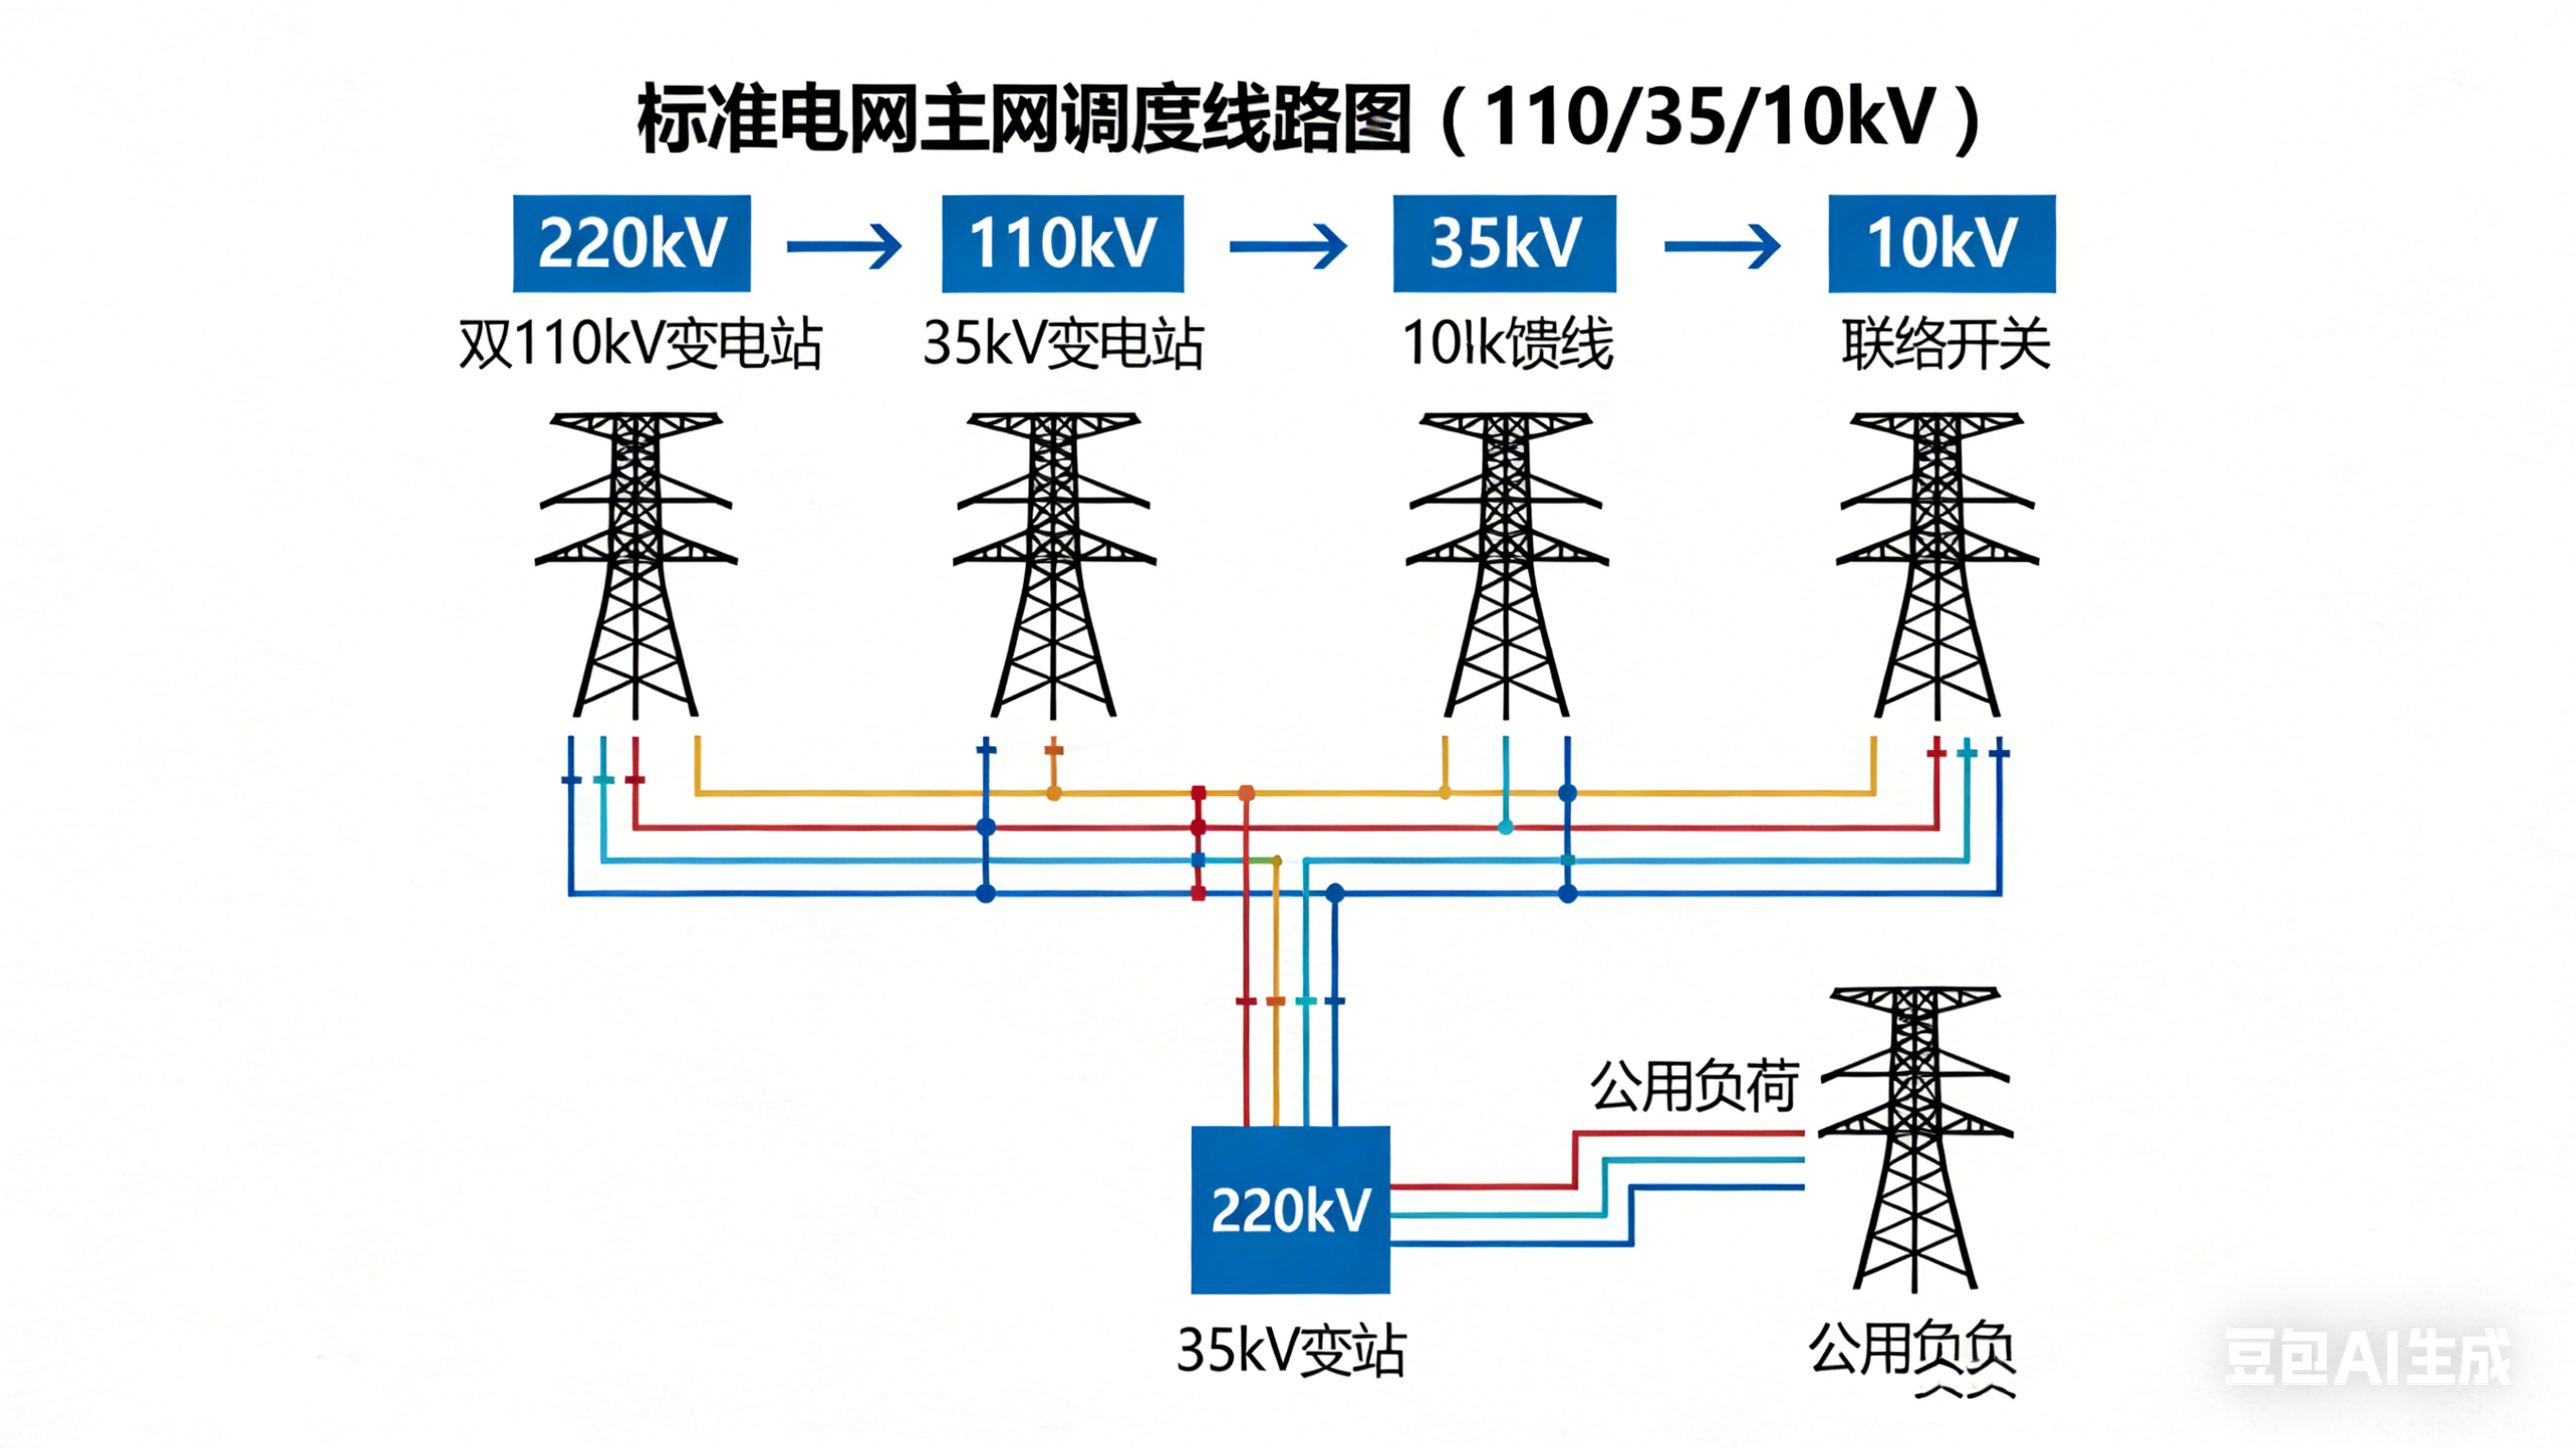 标准电网主网调度线路图（110/35/10kV）
220kV
110kV
35kV
10kV
双110kV变电站
35kV变电站
10lk馈线
联络开关
公用负荷
220kV
35kV变站
公用负负
豆包AI生成